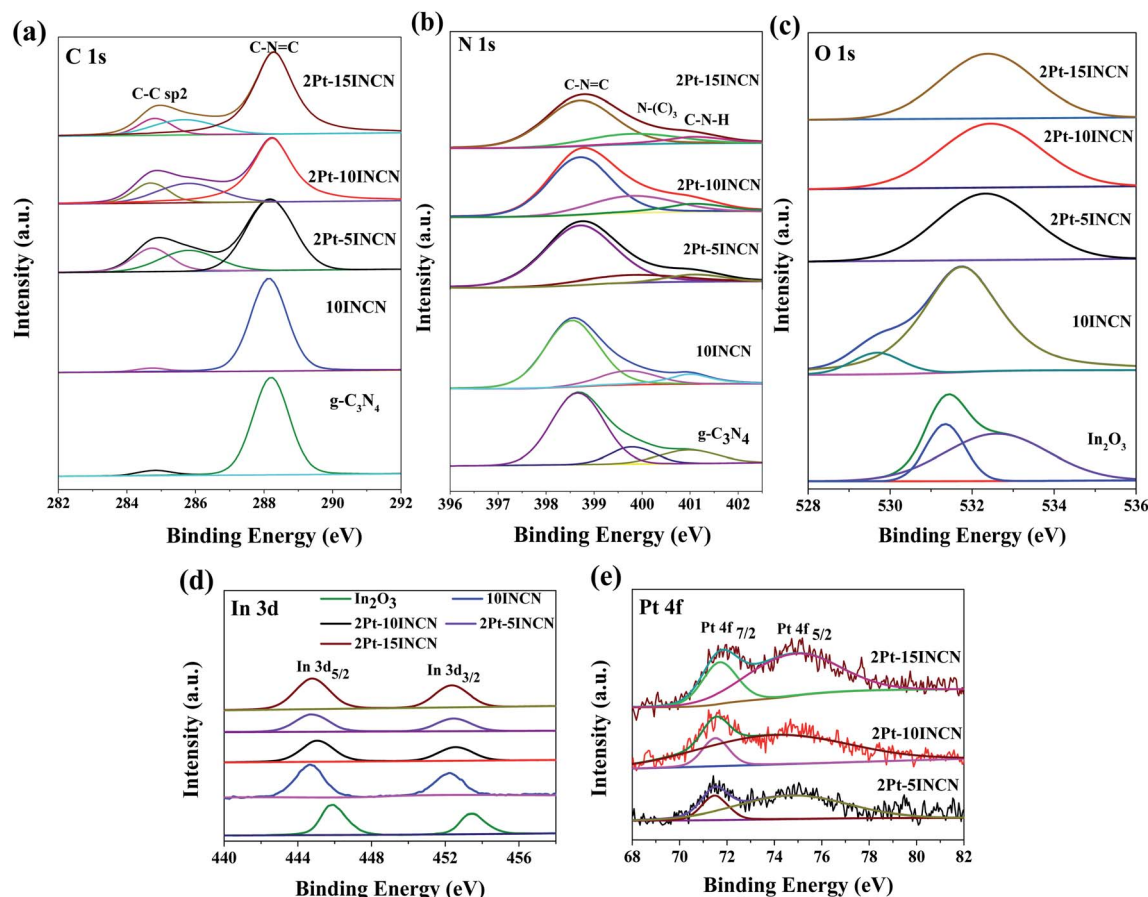 (a)
C 1s
C-N=C
C-C sp2
2Pt-15INCN
2Pt-10INCN
2Pt-5INCN
10INCN
g-C₃N₄
Intensity (a.u.)
282 284 286 288 290 292
Binding Energy (eV)
(b)
N 1s
2Pt-15INCN
C-N=C
N-(C)₃
C-N-H
2Pt-10INCN
2Pt-5INCN
10INCN
g-C₃N₄
Intensity (a.u.)
396 397 398 399 400 401 402
Binding Energy (eV)
(c)
O 1s
2Pt-15INCN
2Pt-10INCN
2Pt-5INCN
10INCN
In₂O₃
Intensity (a.u.)
528 530 532 534 536
Binding Energy (eV)
(d)
In 3d
In₂O₃ 10INCN
2Pt-10INCN 2Pt-5INCN
2Pt-15INCN
In 3d₅/₂ In 3d₃/₂
Intensity (a.u.)
440 444 448 452 456
Binding Energy (eV)
(e)
Pt 4f
Pt 4f ₇/₂ Pt 4f ₅/₂
2Pt-15INCN
2Pt-10INCN
2Pt-5INCN
Intensity (a.u.)
68 70 72 74 76 78 80 82
Binding Energy (eV)